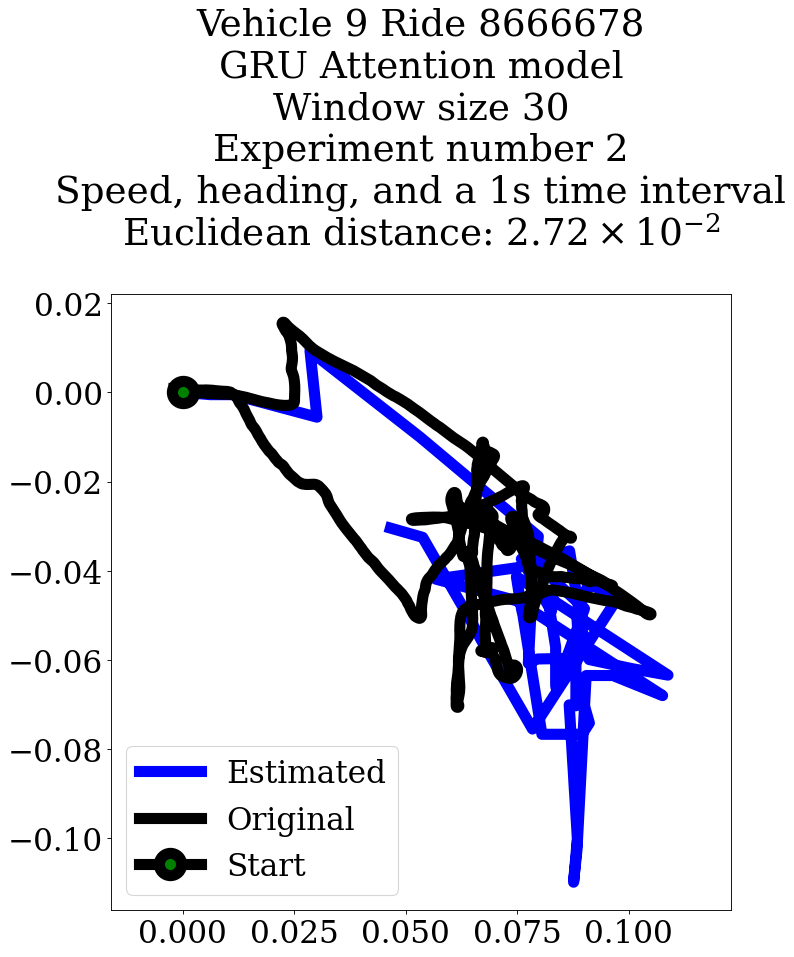 Vehicle 9 Ride 8666678
GRU Attention model
Window size 30
Experiment number 2
Speed, heading, and a 1s time interval
Euclidean distance: 2.72 × 10⁻²
0.02
0.00
−0.02
−0.04
−0.06
−0.08
−0.10
Estimated
Original
Start
0.000 0.025 0.050 0.075 0.100